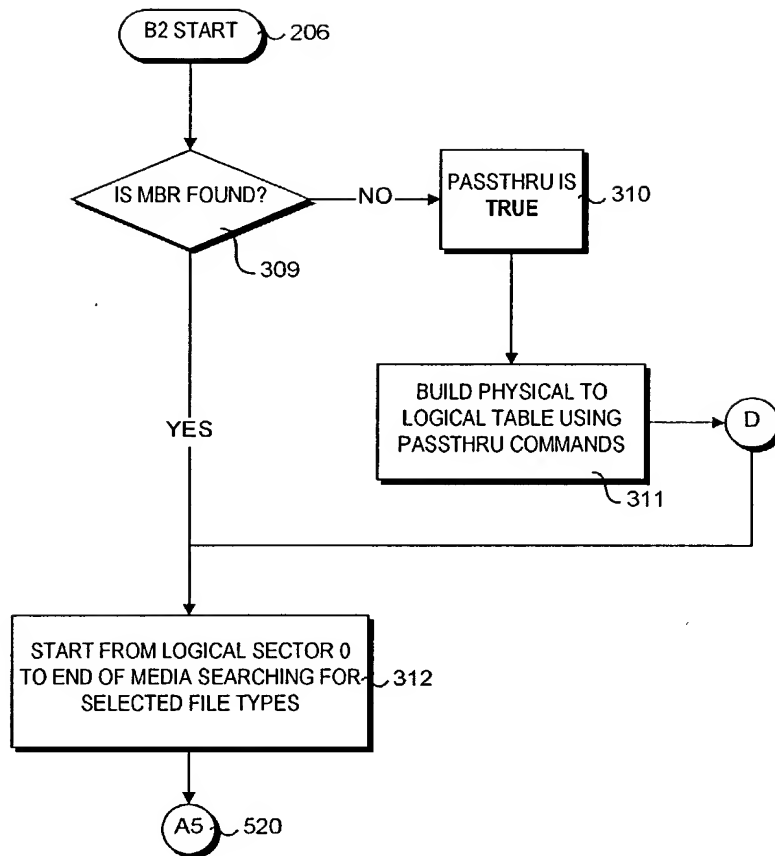 B2 START
206
IS MBR FOUND?
309
NO
PASSTHRU IS
TRUE
310
BUILD PHYSICAL TO
LOGICAL TABLE USING
PASSTHRU COMMANDS
311
D
YES
START FROM LOGICAL SECTOR 0
TO END OF MEDIA SEARCHING FOR
SELECTED FILE TYPES
312
A5
520